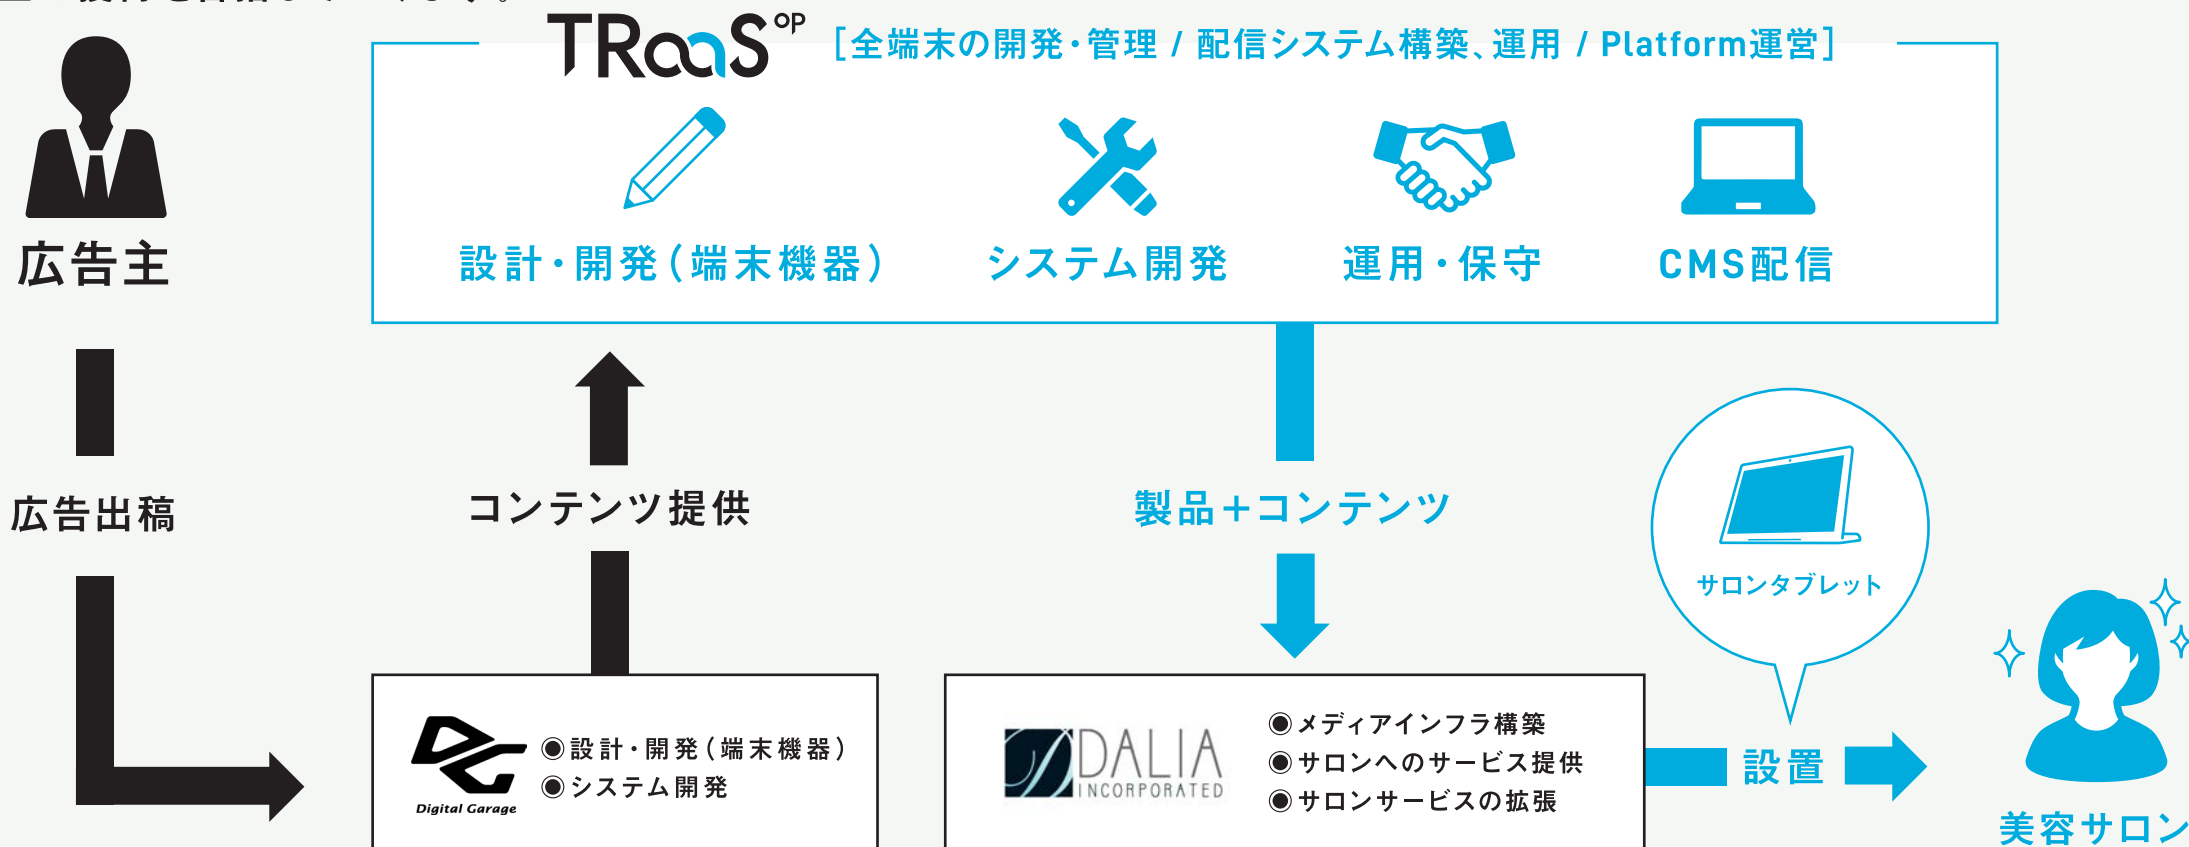 TRaaS OP
[全端末の開発・管理 / 配信システム構築、運用 / Platform運営]
広告主
設計・開発(端末機器)
システム開発
運用・保守
CMS配信
広告出稿
コンテンツ提供
製品+コンテンツ
サロンタブレット
Digital Garage
◉設計・開発(端末機器)
◉システム開発
DALIA
INCORPORATED
◉メディアインフラ構築
◉サロンへのサービス提供
◉サロンサービスの拡張
設置
美容サロン